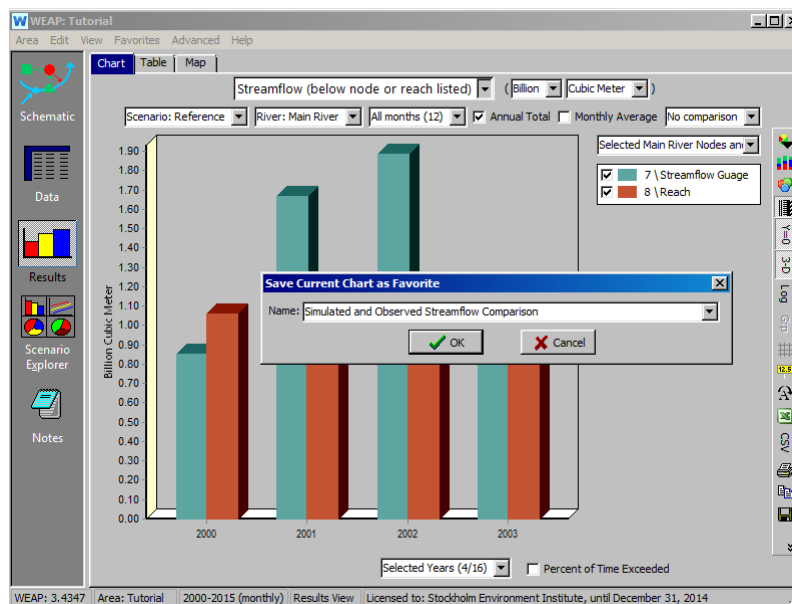 WEAP: Tutorial
Area Edit View Favorites Advanced Help
Chart Table Map
Streamflow (below node or reach listed) ( Billion Cubic Meter )
Scenario: Reference River: Main River All months (12) Annual Total Monthly Average No comparison
Schematic
Data
Results
Scenario
Explorer
Notes
Selected Main River Nodes and
7 \ Streamflow Guage
8 \ Reach
Billion Cubic Meter
1.90
1.80
1.70
1.60
1.50
1.40
1.30
1.20
1.10
1.00
0.90
0.80
0.70
0.60
0.50
0.40
0.30
0.20
0.10
0.00
2000 2001 2002 2003
Save Current Chart as Favorite
Name: Simulated and Observed Streamflow Comparison
OK Cancel
Y=0
3-D
Log
Grp
12.5
CSV
Selected Years (4/16) Percent of Time Exceeded
WEAP: 3.4347 Area: Tutorial 2000-2015 (monthly) Results View Licensed to: Stockholm Environment Institute, until December 31, 2014